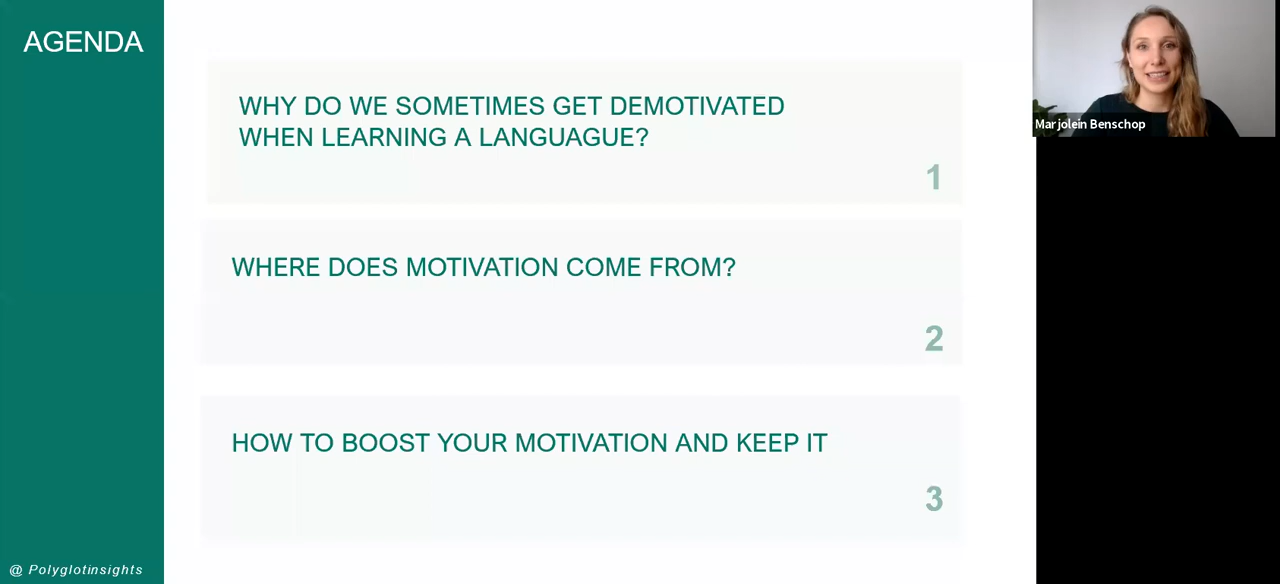 AGENDA
WHY DO WE SOMETIMES GET DEMOTIVATED
WHEN LEARNING A LANGUAGUE?
1
WHERE DOES MOTIVATION COME FROM?
2
HOW TO BOOST YOUR MOTIVATION AND KEEP IT
3
@ Polyglotinsights
Marjolein Benschop